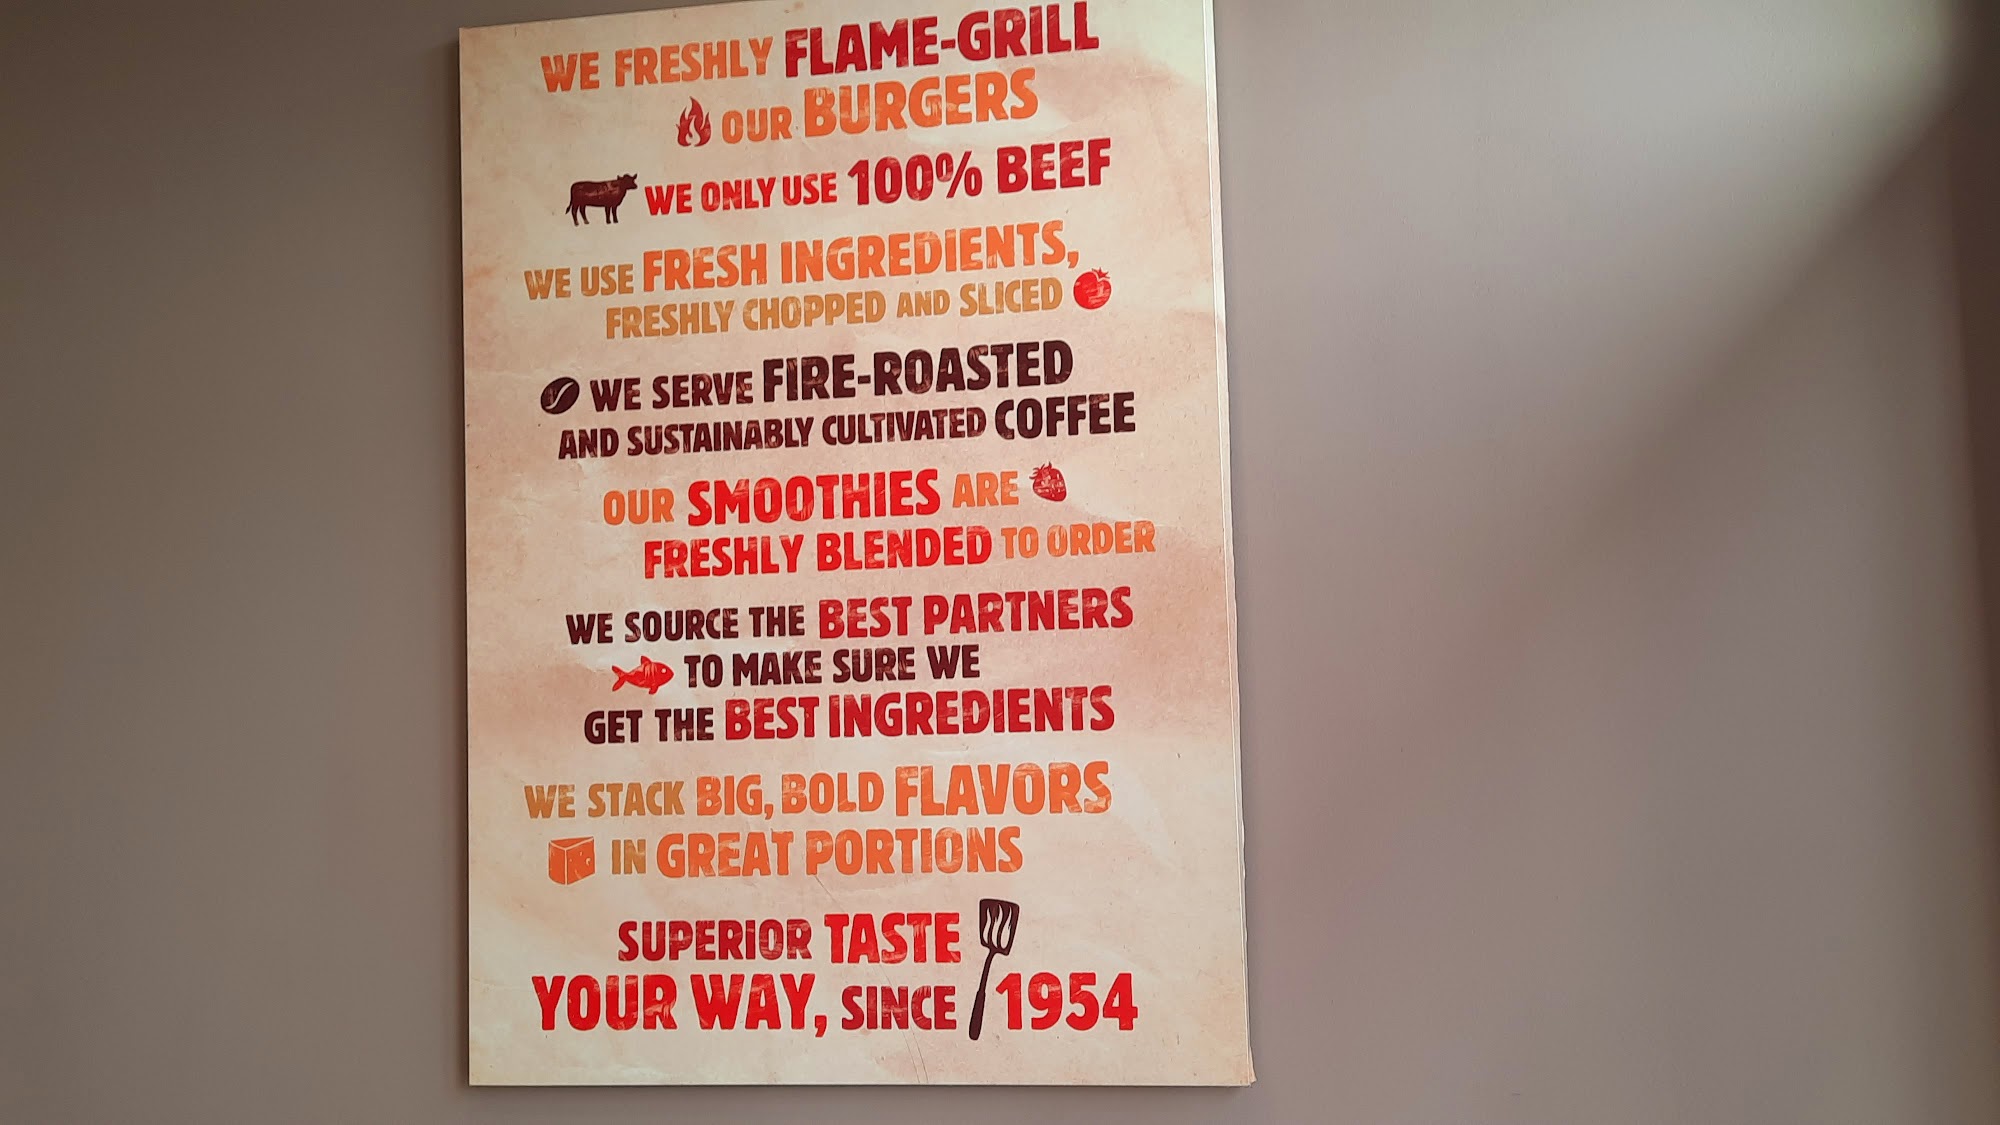 WE FRESHLY FLAME-GRILL
OUR BURGERS
WE ONLY USE 100% BEEF
WE USE FRESH INGREDIENTS,
FRESHLY CHOPPED AND SLICED
WE SERVE FIRE-ROASTED
AND SUSTAINABLY CULTIVATED COFFEE
OUR SMOOTHIES ARE
FRESHLY BLENDED TO ORDER
WE SOURCE THE BEST PARTNERS
TO MAKE SURE WE
GET THE BEST INGREDIENTS
WE STACK BIG, BOLD FLAVORS
IN GREAT PORTIONS
SUPERIOR TASTE
YOUR WAY, SINCE 1954